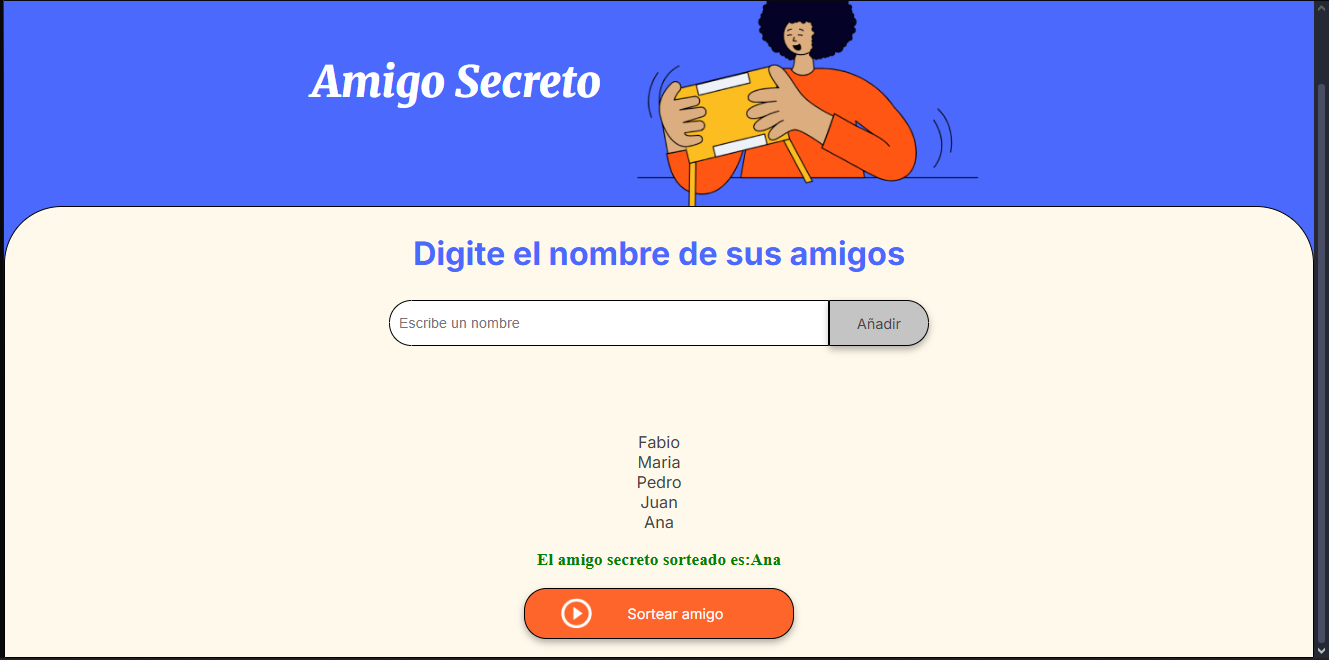 Amigo Secreto
Digite el nombre de sus amigos
Escribe un nombre
Añadir
Fabio
Maria
Pedro
Juan
Ana
El amigo secreto sorteado es:Ana
Sortear amigo